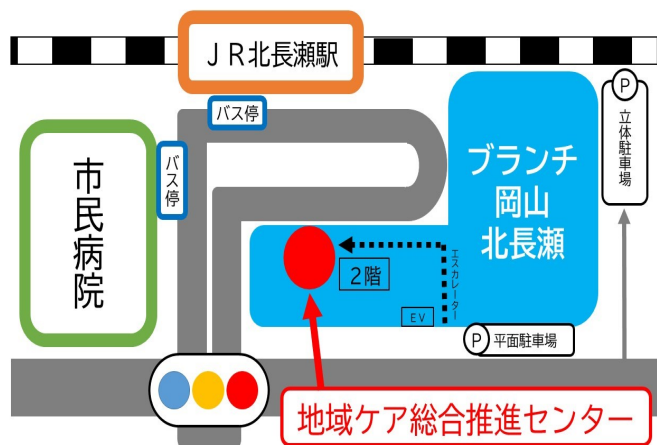 ＪＲ北長瀬駅
バス停
バス停
市民病院
ブランチ
岡山
北長瀬
P
立体駐車場
２階
エスカレーター
EV
P
平面駐車場
地域ケア総合推進センター